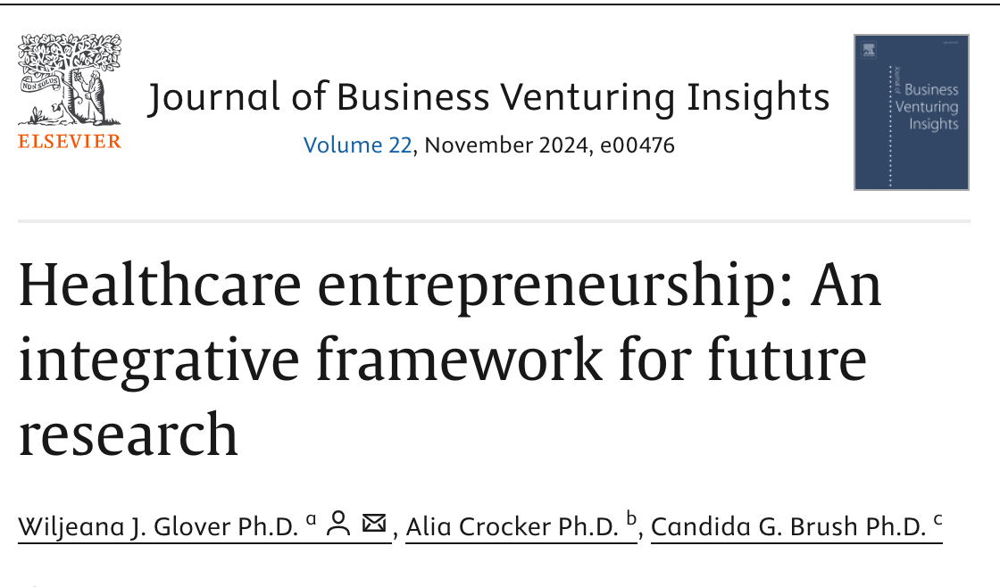 NON SOLUS
ELSEVIER
Journal of Business Venturing Insights
Volume 22, November 2024, e00476
Journal of
Business
Venturing
Insights
Healthcare entrepreneurship: An
integrative framework for future
research
Wiljeana J. Glover Ph.D. a, Alia Crocker Ph.D. b, Candida G. Brush Ph.D. c